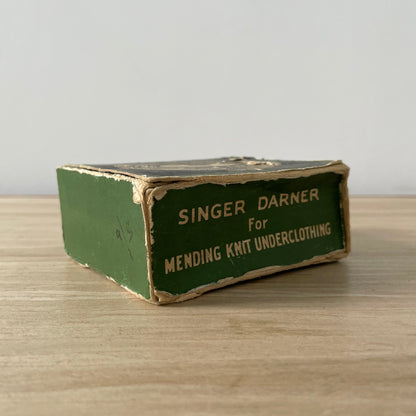 SINGER DARNER
For
MENDING KNIT UNDERCLOTHING